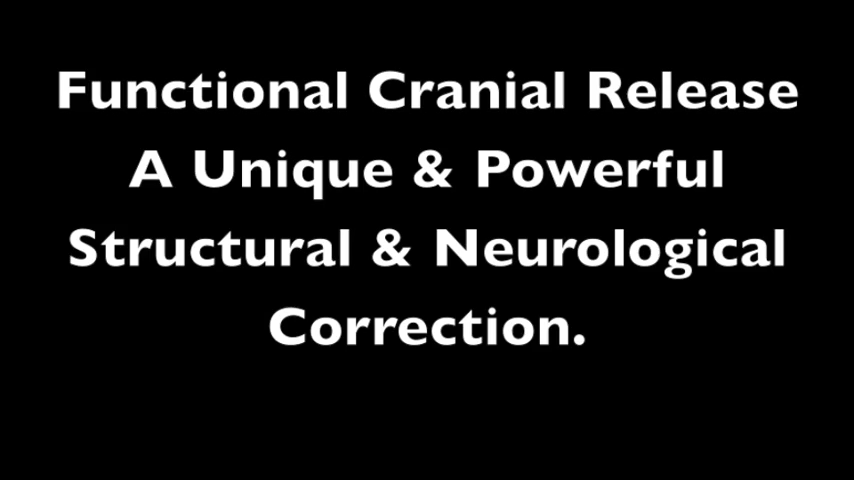 Functional Cranial Release
A Unique & Powerful
Structural & Neurological
Correction.